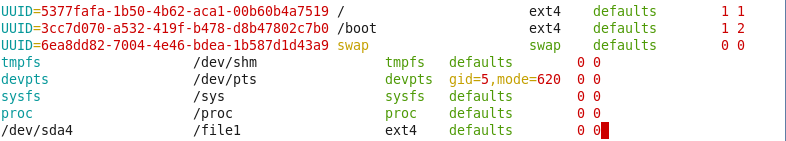 UUID=5377fafa-1b50-4b62-aca1-00b60b4a7519 /                       ext4    defaults        1 1
UUID=3cc7d070-a532-419f-b478-d8b47802c7b0 /boot                   ext4    defaults        1 2
UUID=6ea8dd82-7004-4e46-bdea-1b587d1d43a9 swap                    swap    defaults        0 0
tmpfs                   /dev/shm                tmpfs   defaults        0 0
devpts                  /dev/pts                devpts  gid=5,mode=620  0 0
sysfs                   /sys                    sysfs   defaults        0 0
proc                    /proc                   proc    defaults        0 0
/dev/sda4               /file1                  ext4    defaults        0 0